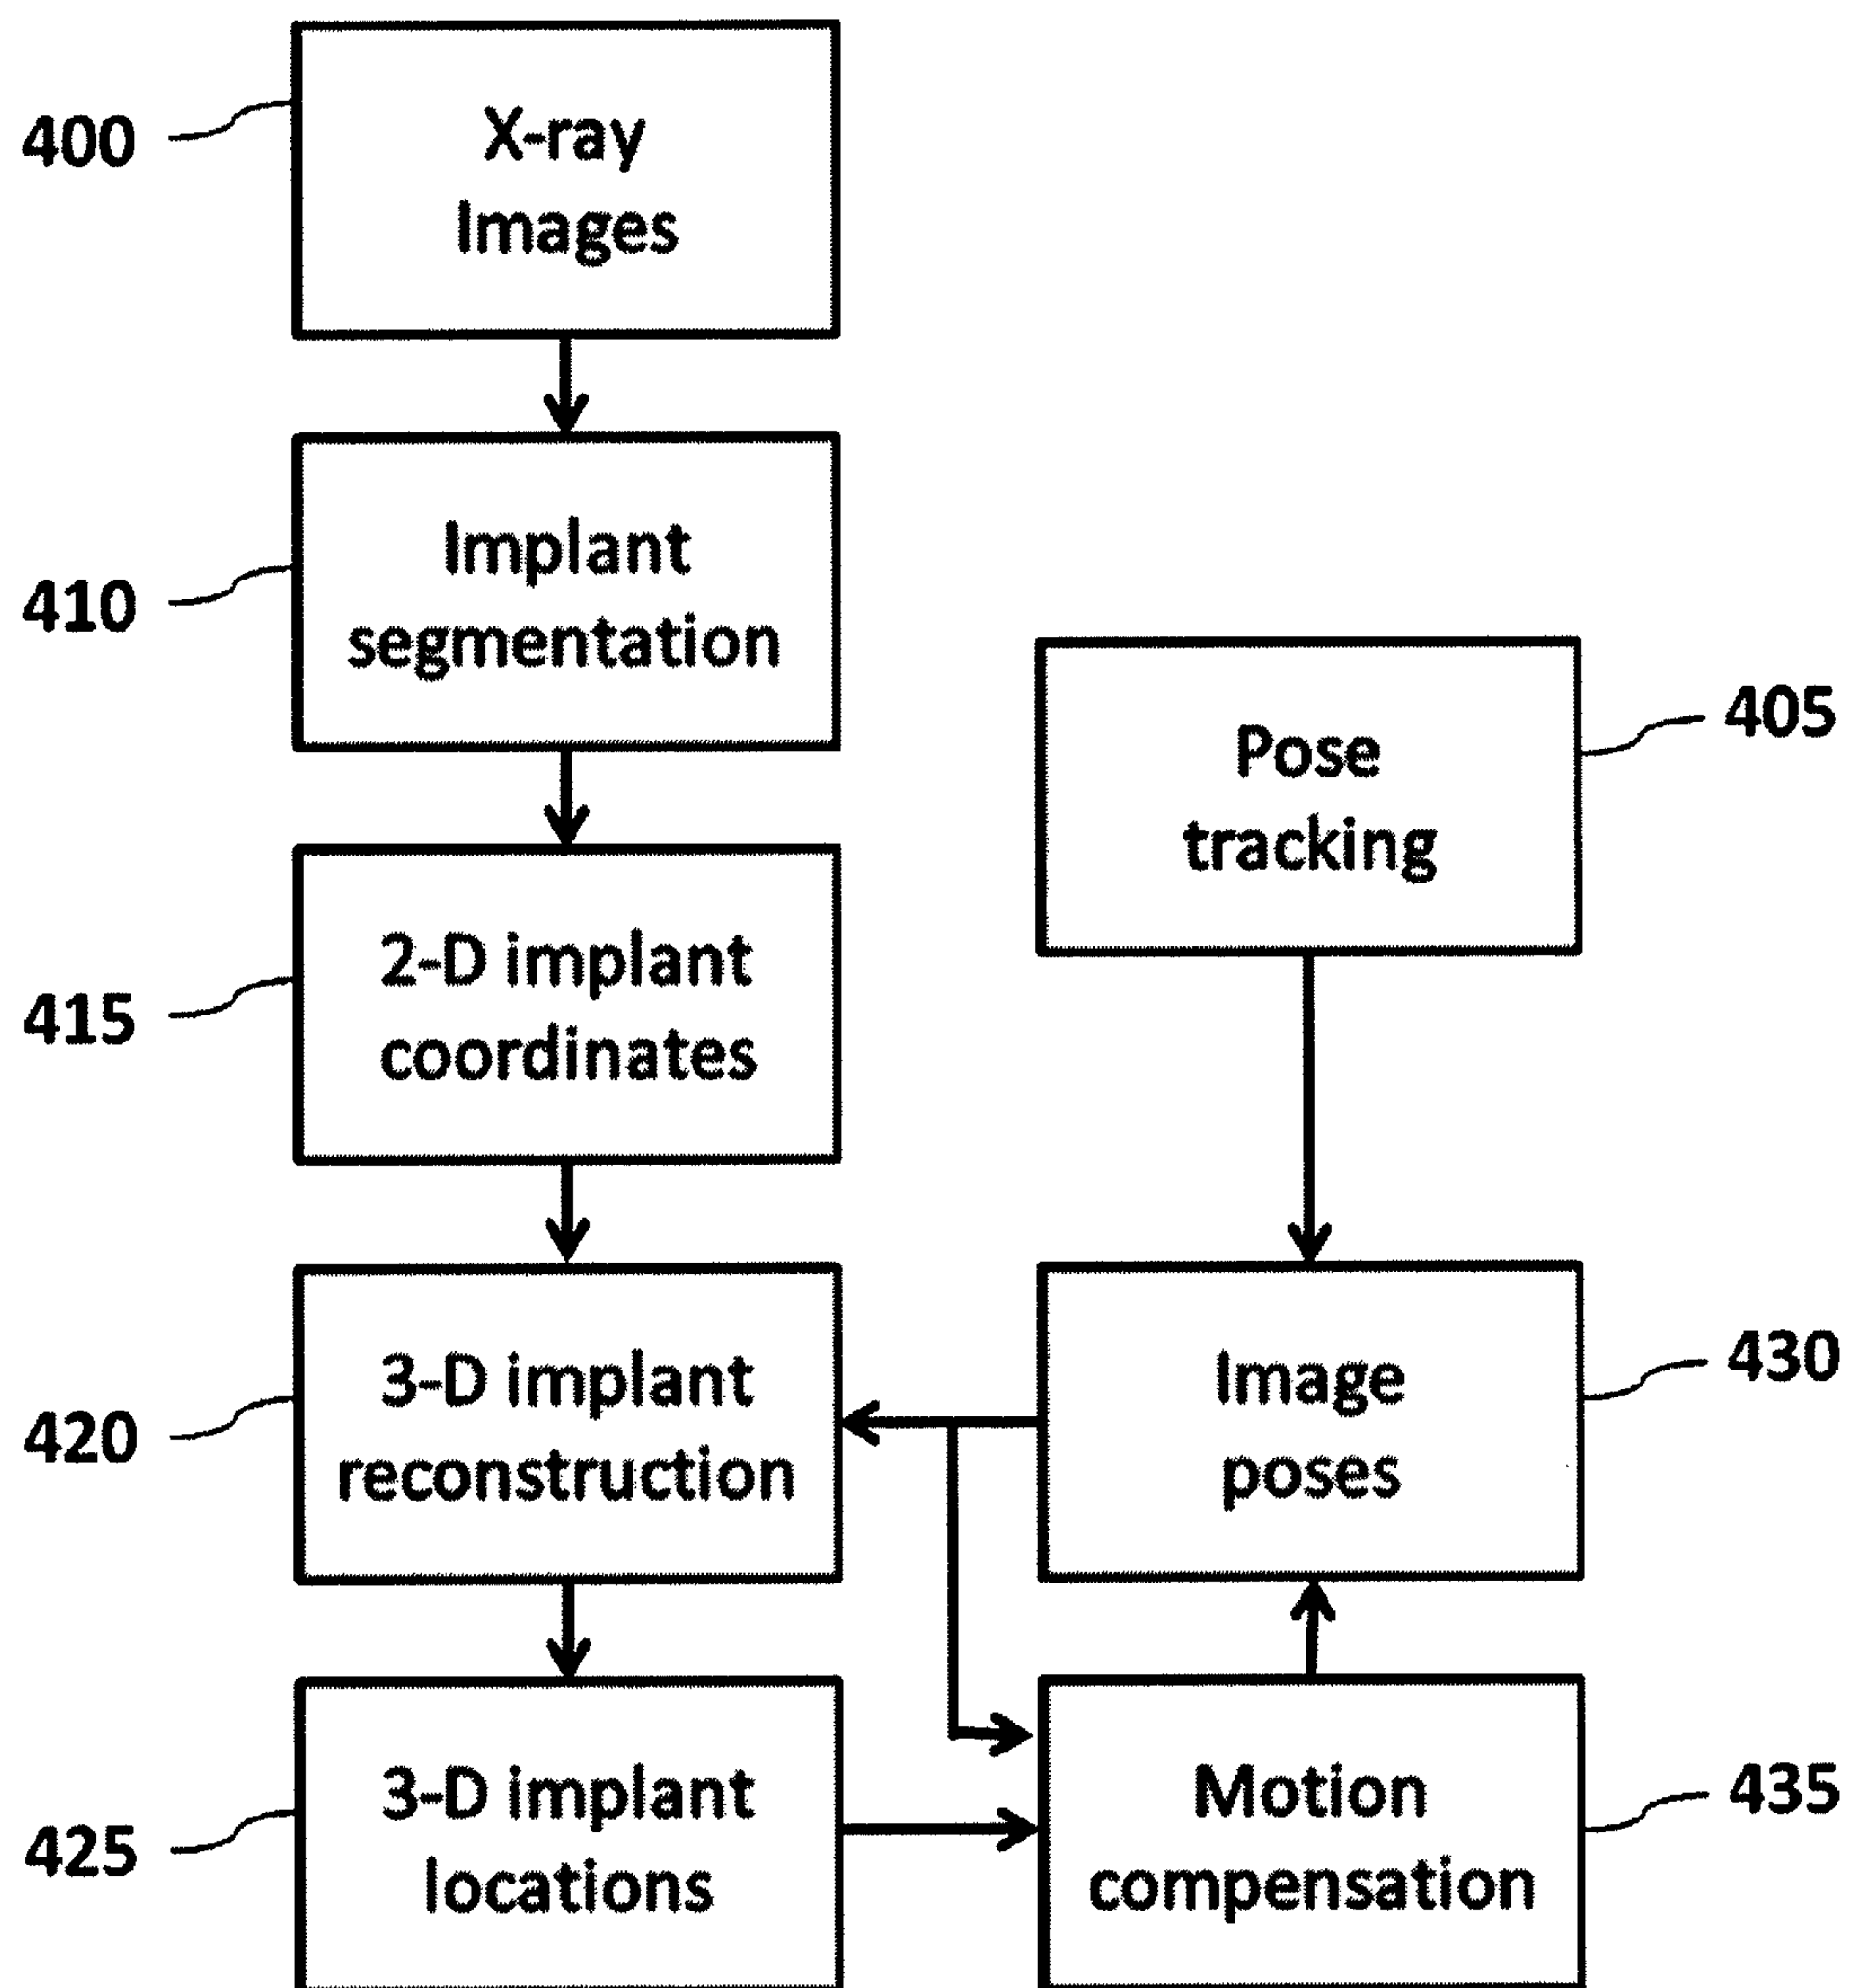 400
X-ray
Images
410
Implant
segmentation
405
Pose
tracking
415
2-D implant
coordinates
420
3-D implant
reconstruction
430
Image
poses
425
3-D implant
locations
435
Motion
compensation